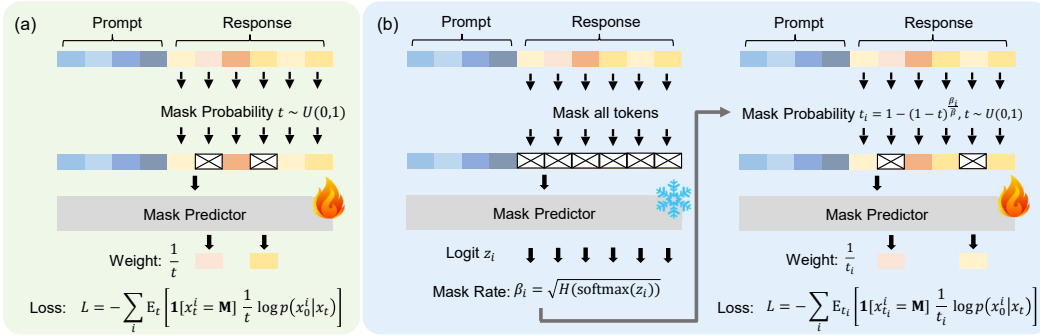 (a)
Prompt Response
Mask Probability t ~ U(0,1)
Mask Predictor
Weight: 1/t
Loss: L = −∑_i E_t [1[x_t^i = M] 1/t log p(x_0^i|x_t)]
(b)
Prompt Response
Mask all tokens
Mask Predictor
Logit z_i
Mask Rate: β_i = √H(softmax(z_i))
Prompt Response
Mask Probability t_i = 1 − (1 − t)^(β_i/β̄), t ~ U(0,1)
Mask Predictor
Weight: 1/t_i
Loss: L = −∑_i E_{t_i} [1[x_{t_i}^i = M] 1/t_i log p(x_0^i|x_t)]